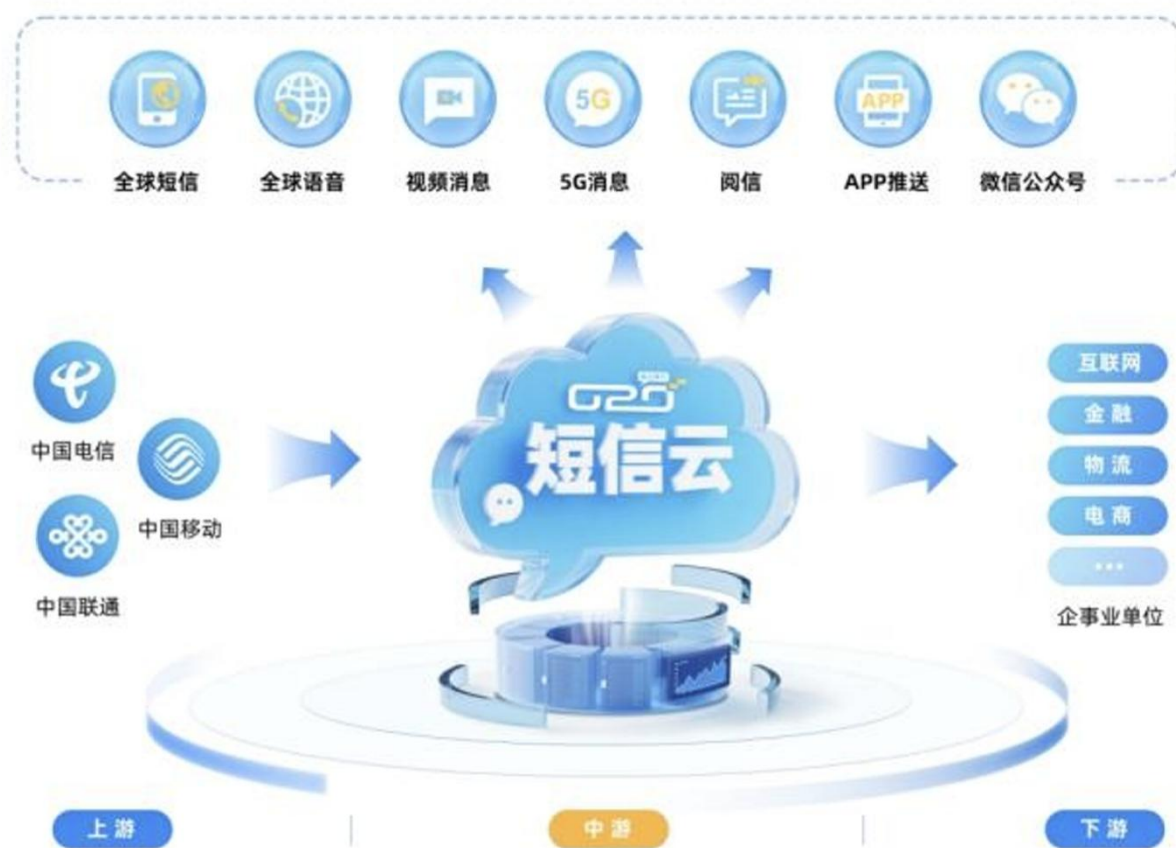 5G
APP
全球短信
全球语音
视频消息
5G消息
阅信
APP推送
微信公众号
中国电信
中国移动
中国联通
短信云
互联网
金融
物流
电商
...
企事业单位
上游
中游
下游